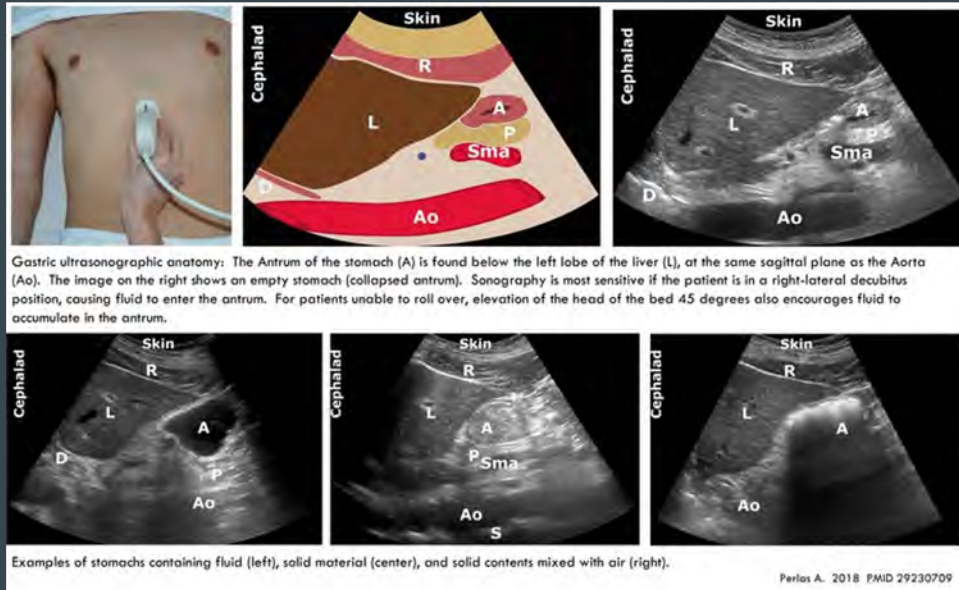 Cephalad
Skin
R
L
A
P
Sma
D
Ao
Cephalad
Skin
R
L
A
P
Sma
D
Ao
Gastric ultrasonographic anatomy: The Antrum of the stomach (A) is found below the left lobe of the liver (L), at the same sagittal plane as the Aorta
(Ao). The image on the right shows an empty stomach (collapsed antrum). Sonography is most sensitive if the patient is in a right-lateral decubitus
position, causing fluid to enter the antrum. For patients unable to roll over, elevation of the head of the bed 45 degrees also encourages fluid to
accumulate in the antrum.
Cephalad
Skin
R
L
A
D
P
Ao
Cephalad
Skin
R
L
A
P
Sma
Ao
S
Cephalad
Skin
R
L
A
Ao
Examples of stomachs containing fluid (left), solid material (center), and solid contents mixed with air (right).
Perlas A. 2018 PMID 29230709